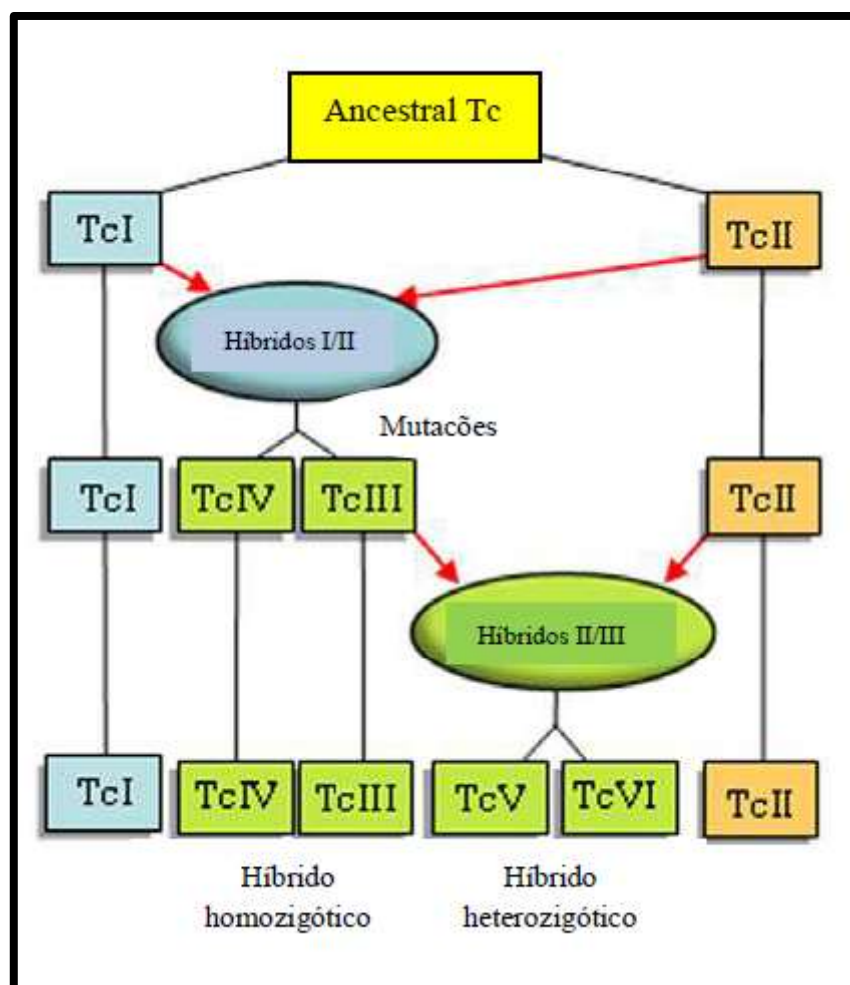 Ancestral Tc
TcI
TcII
Híbridos I/II
Mutacões
TcI
TcIV
TcIII
TcII
Híbridos II/III
TcI
TcIV
TcIII
TcV
TcVI
TcII
Híbrido
homozigótico
Híbrido
heterozigótico